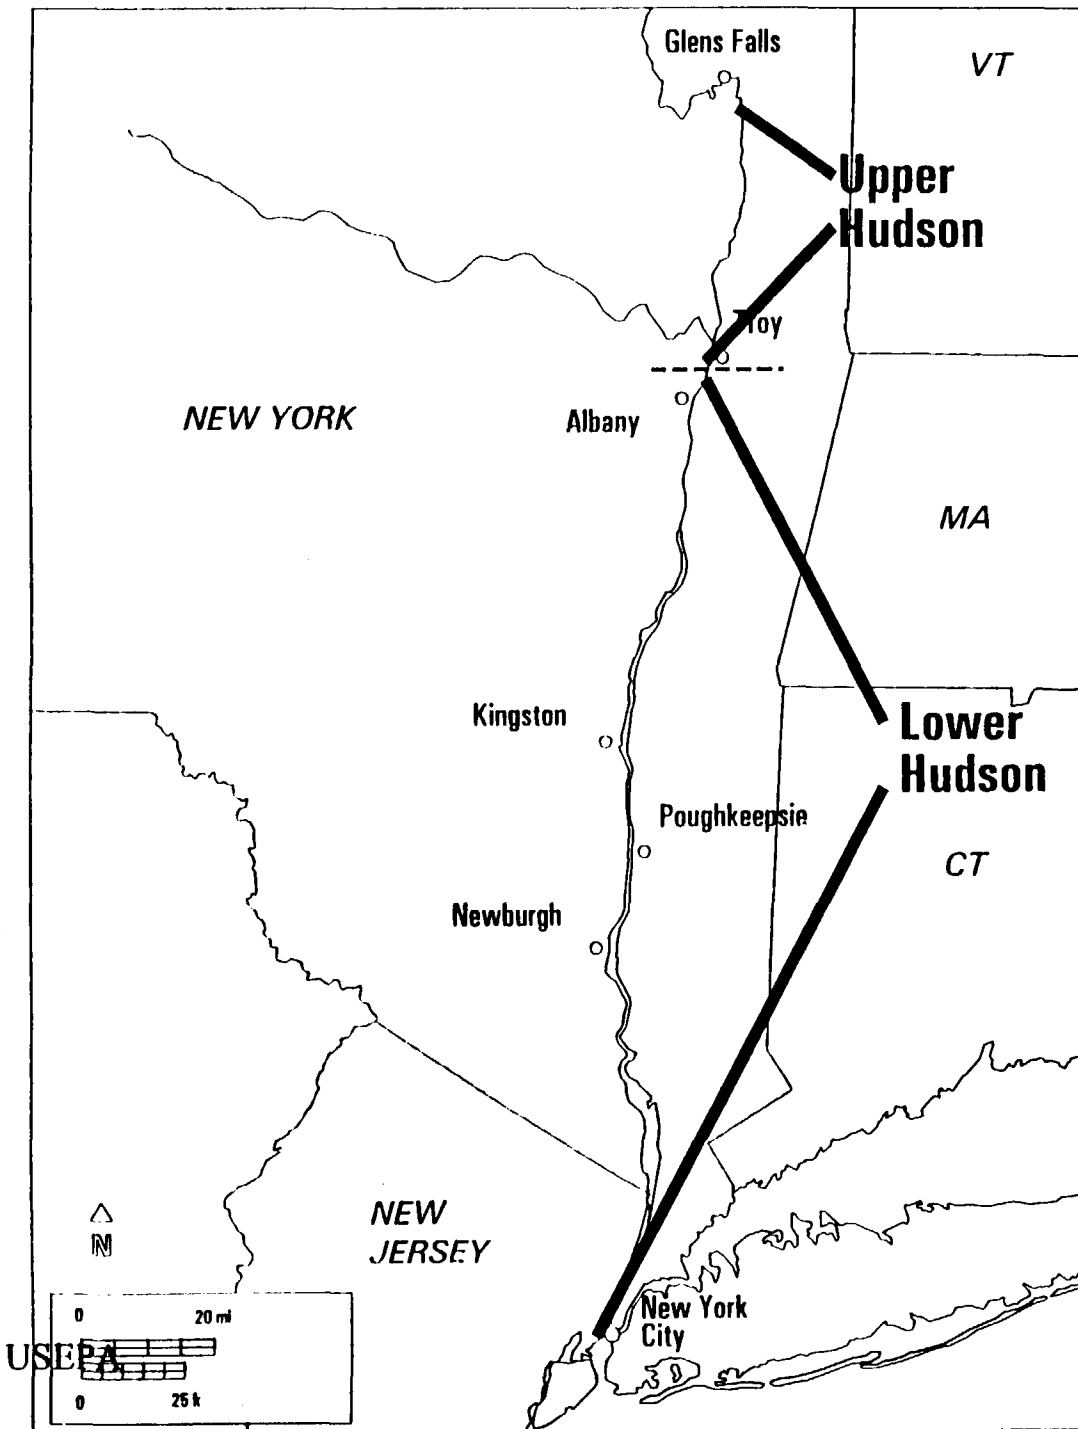 Glens Falls
VT
Upper
Hudson
Troy
NEW YORK
Albany
MA
Kingston
Lower
Hudson
Poughkeepsie
CT
Newburgh
NEW
JERSEY
N
New York
City
0 20 mi
USEPA
0 25 k